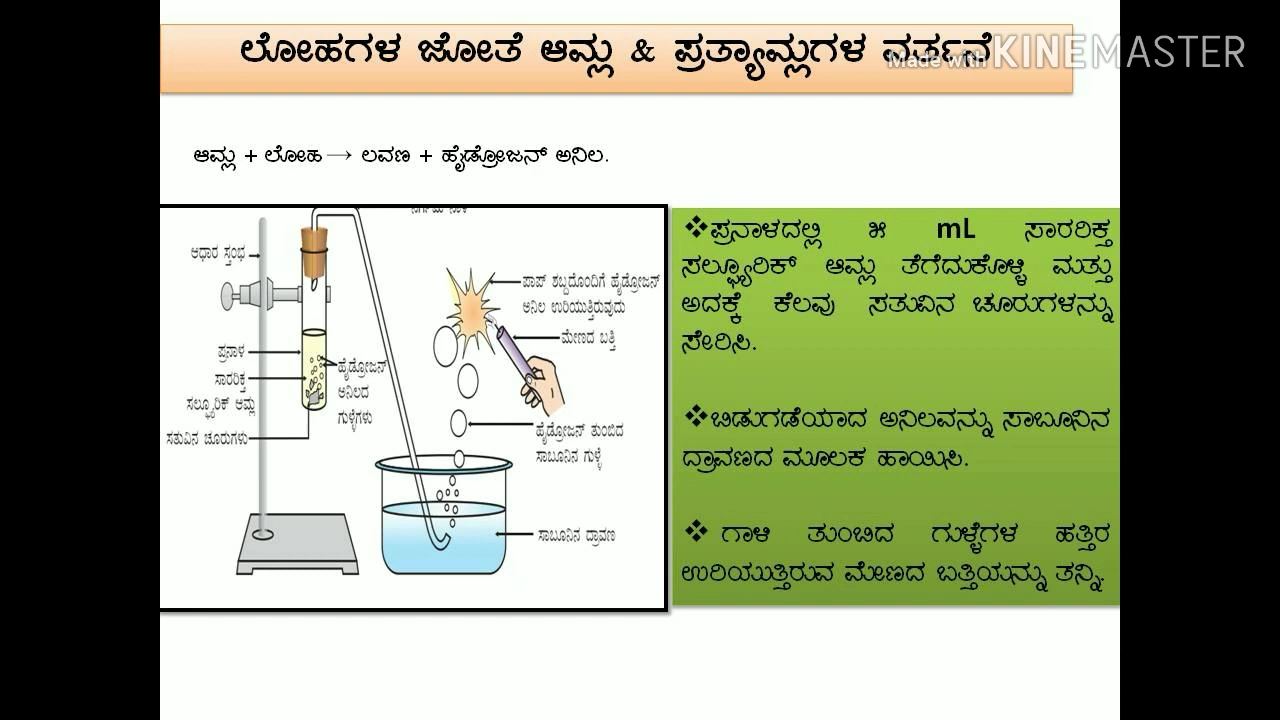 ಲೋಹಗಳ ಜೋತೆ ಆಮ್ಲ & ಪ್ರತ್ಯಾಮ್ಲಗಳ ವರ್ತನೆ
Made with KINEMASTER
ಆಮ್ಲ + ಲೋಹ → ಲವಣ + ಹೈಡ್ರೋಜನ್ ಅನಿಲ.
ಆಧಾರ ಸ್ತಂಭ
ಪಾಪ್ ಶಬ್ದದೊಂದಿಗೆ ಹೈಡ್ರೋಜನ್
ಅನಿಲ ಉರಿಯುತ್ತಿರುವುದು
ಮೇಣದ ಬತ್ತಿ
ಪ್ರನಾಳ
ಸಾರರಿಕ್ತ
ಸಲ್ಫ್ಯೂರಿಕ್ ಆಮ್ಲ
ಸತುವಿನ ಚೂರುಗಳು
ಹೈಡ್ರೋಜನ್
ಅನಿಲದ
ಗುಳ್ಳೆಗಳು
ಹೈಡ್ರೋಜನ್ ತುಂಬಿದ
ಸಾಬೂನಿನ ಗುಳ್ಳೆ
ಸಾಬೂನಿನ ದ್ರಾವಣ
❖ಪ್ರನಾಳದಲ್ಲಿ ೫ mL ಸಾರರಿಕ್ತ
ಸಲ್ಫ್ಯೂರಿಕ್ ಆಮ್ಲ ತೆಗೆದುಕೊಳ್ಳಿ ಮತ್ತು
ಅದಕ್ಕೆ ಕೆಲವು ಸತುವಿನ ಚೂರುಗಳನ್ನು
ಸೇರಿಸಿ.
❖ಬಿಡುಗಡೆಯಾದ ಅನಿಲವನ್ನು ಸಾಬೂನಿನ
ದ್ರಾವಣದ ಮೂಲಕ ಹಾಯಿಸಿ.
❖ ಗಾಳಿ ತುಂಬಿದ ಗುಳ್ಳೆಗಳ ಹತ್ತಿರ
ಉರಿಯುತ್ತಿರುವ ಮೇಣದ ಬತ್ತಿಯನ್ನು ತನ್ನಿ.